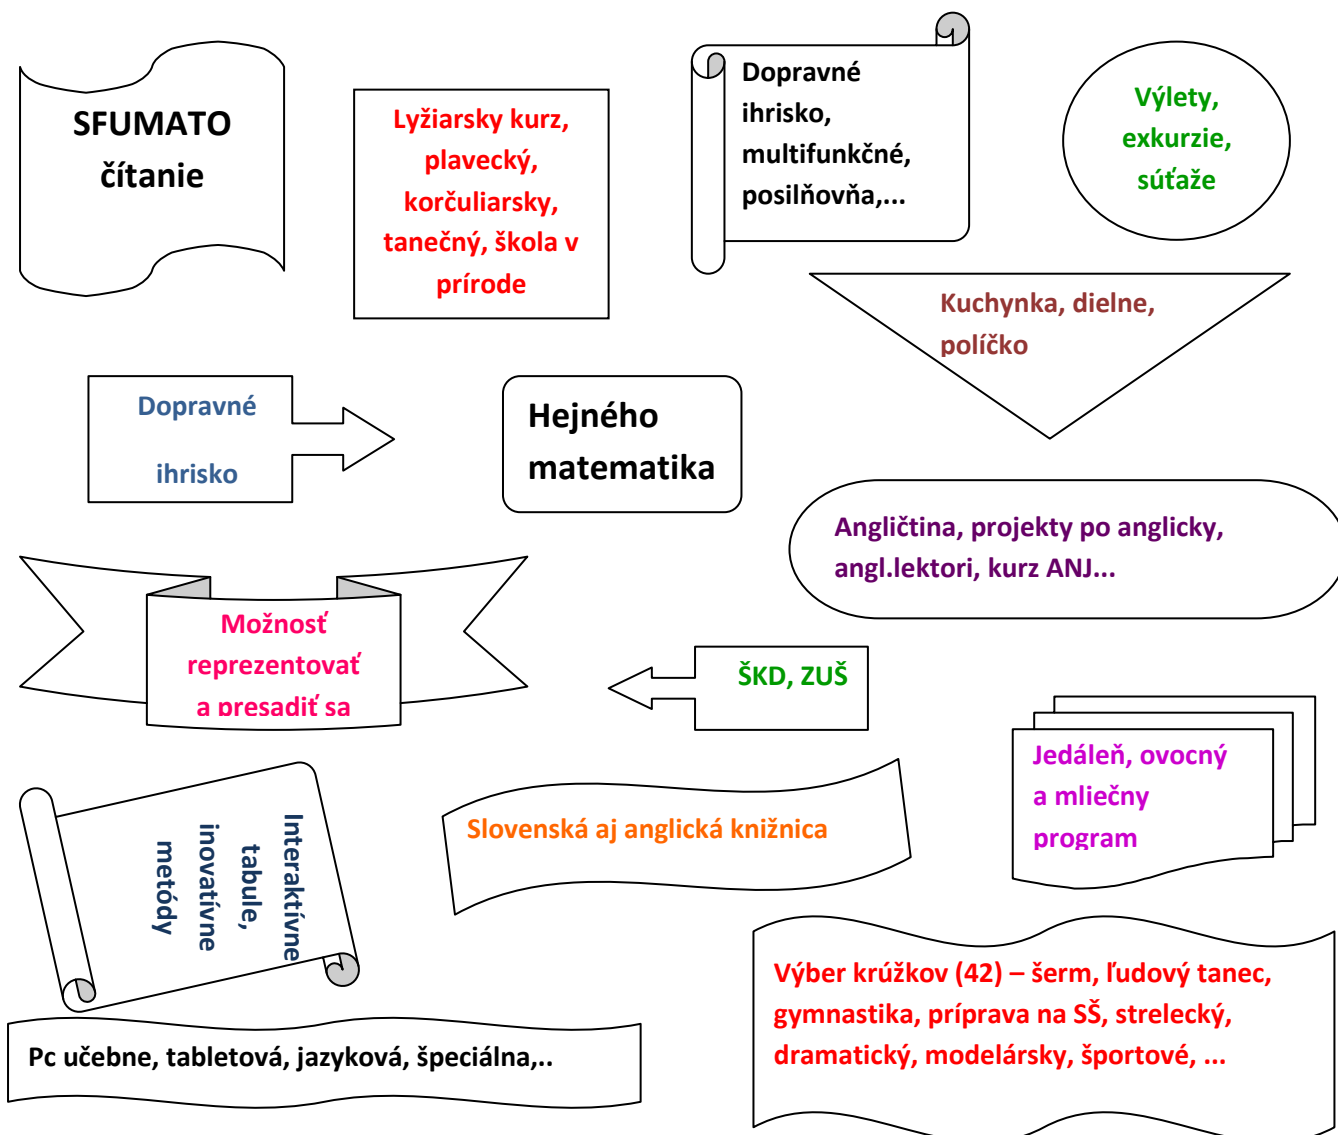 SFUMATO
čítanie
Lyžiarsky kurz,
plavecký,
korčuliarsky,
tanečný, škola v
prírode
Dopravné
ihrisko,
multifunkčné,
posilňovňa,...
Výlety,
exkurzie,
súťaže
Kuchynka, dielne,
políčko
Dopravné
ihrisko
Hejného
matematika
Angličtina, projekty po anglicky,
angl.lektori, kurz ANJ...
Možnosť
reprezentovať
a presadiť sa
ŠKD, ZUŠ
Jedáleň, ovocný
a mliečny
program
Slovenská aj anglická knižnica
Interaktívne
tabule,
inovatívne
metódy
Výber krúžkov (42) – šerm, ľudový tanec,
gymnastika, príprava na SŠ, strelecký,
dramatický, modelársky, športové, ...
Pc učebne, tabletová, jazyková, špeciálna,..